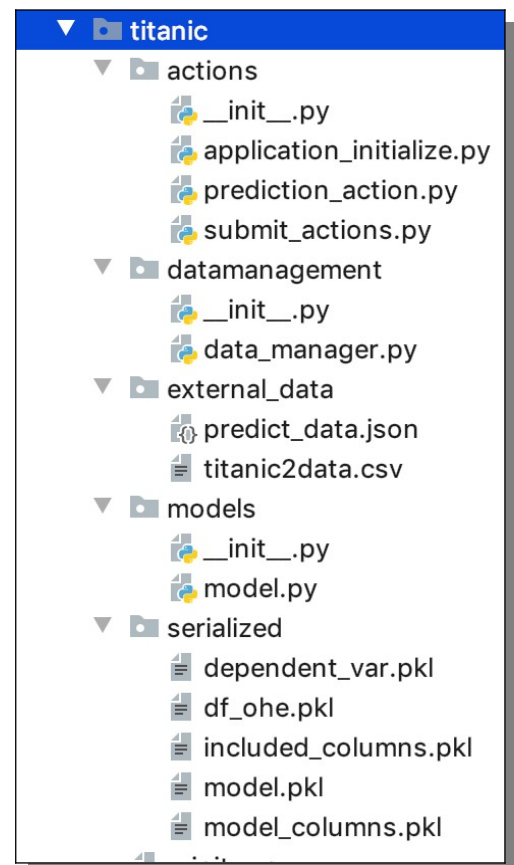 titanic
actions
__init__.py
application_initialize.py
prediction_action.py
submit_actions.py
datamanagement
__init__.py
data_manager.py
external_data
predict_data.json
titanic2data.csv
models
__init__.py
model.py
serialized
dependent_var.pkl
df_ohe.pkl
included_columns.pkl
model.pkl
model_columns.pkl